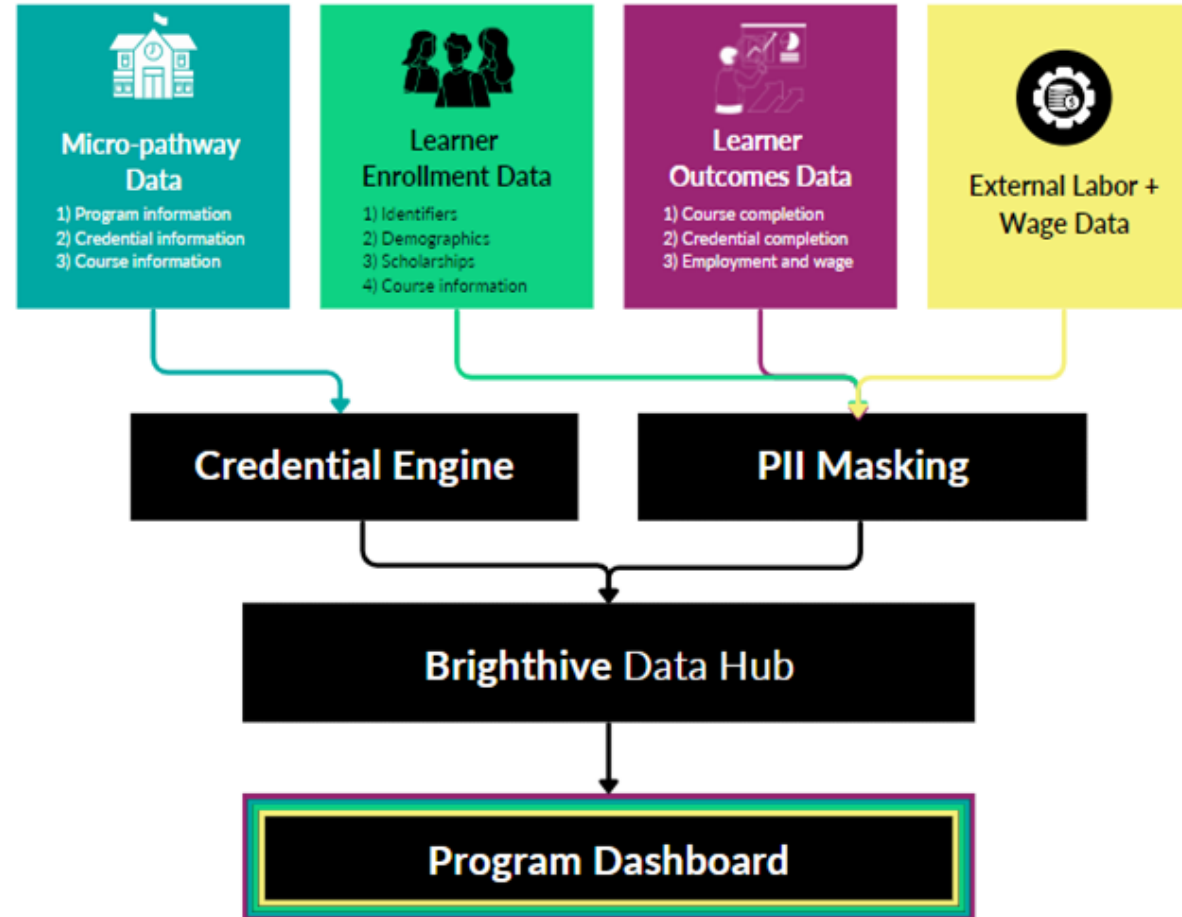 Micro-pathway
Data
1) Program information
2) Credential information
3) Course information
Learner
Enrollment Data
1) Identifiers
2) Demographics
3) Scholarships
4) Course information
Learner
Outcomes Data
1) Course completion
2) Credential completion
3) Employment and wage
External Labor +
Wage Data
Credential Engine
PII Masking
Brighthive Data Hub
Program Dashboard